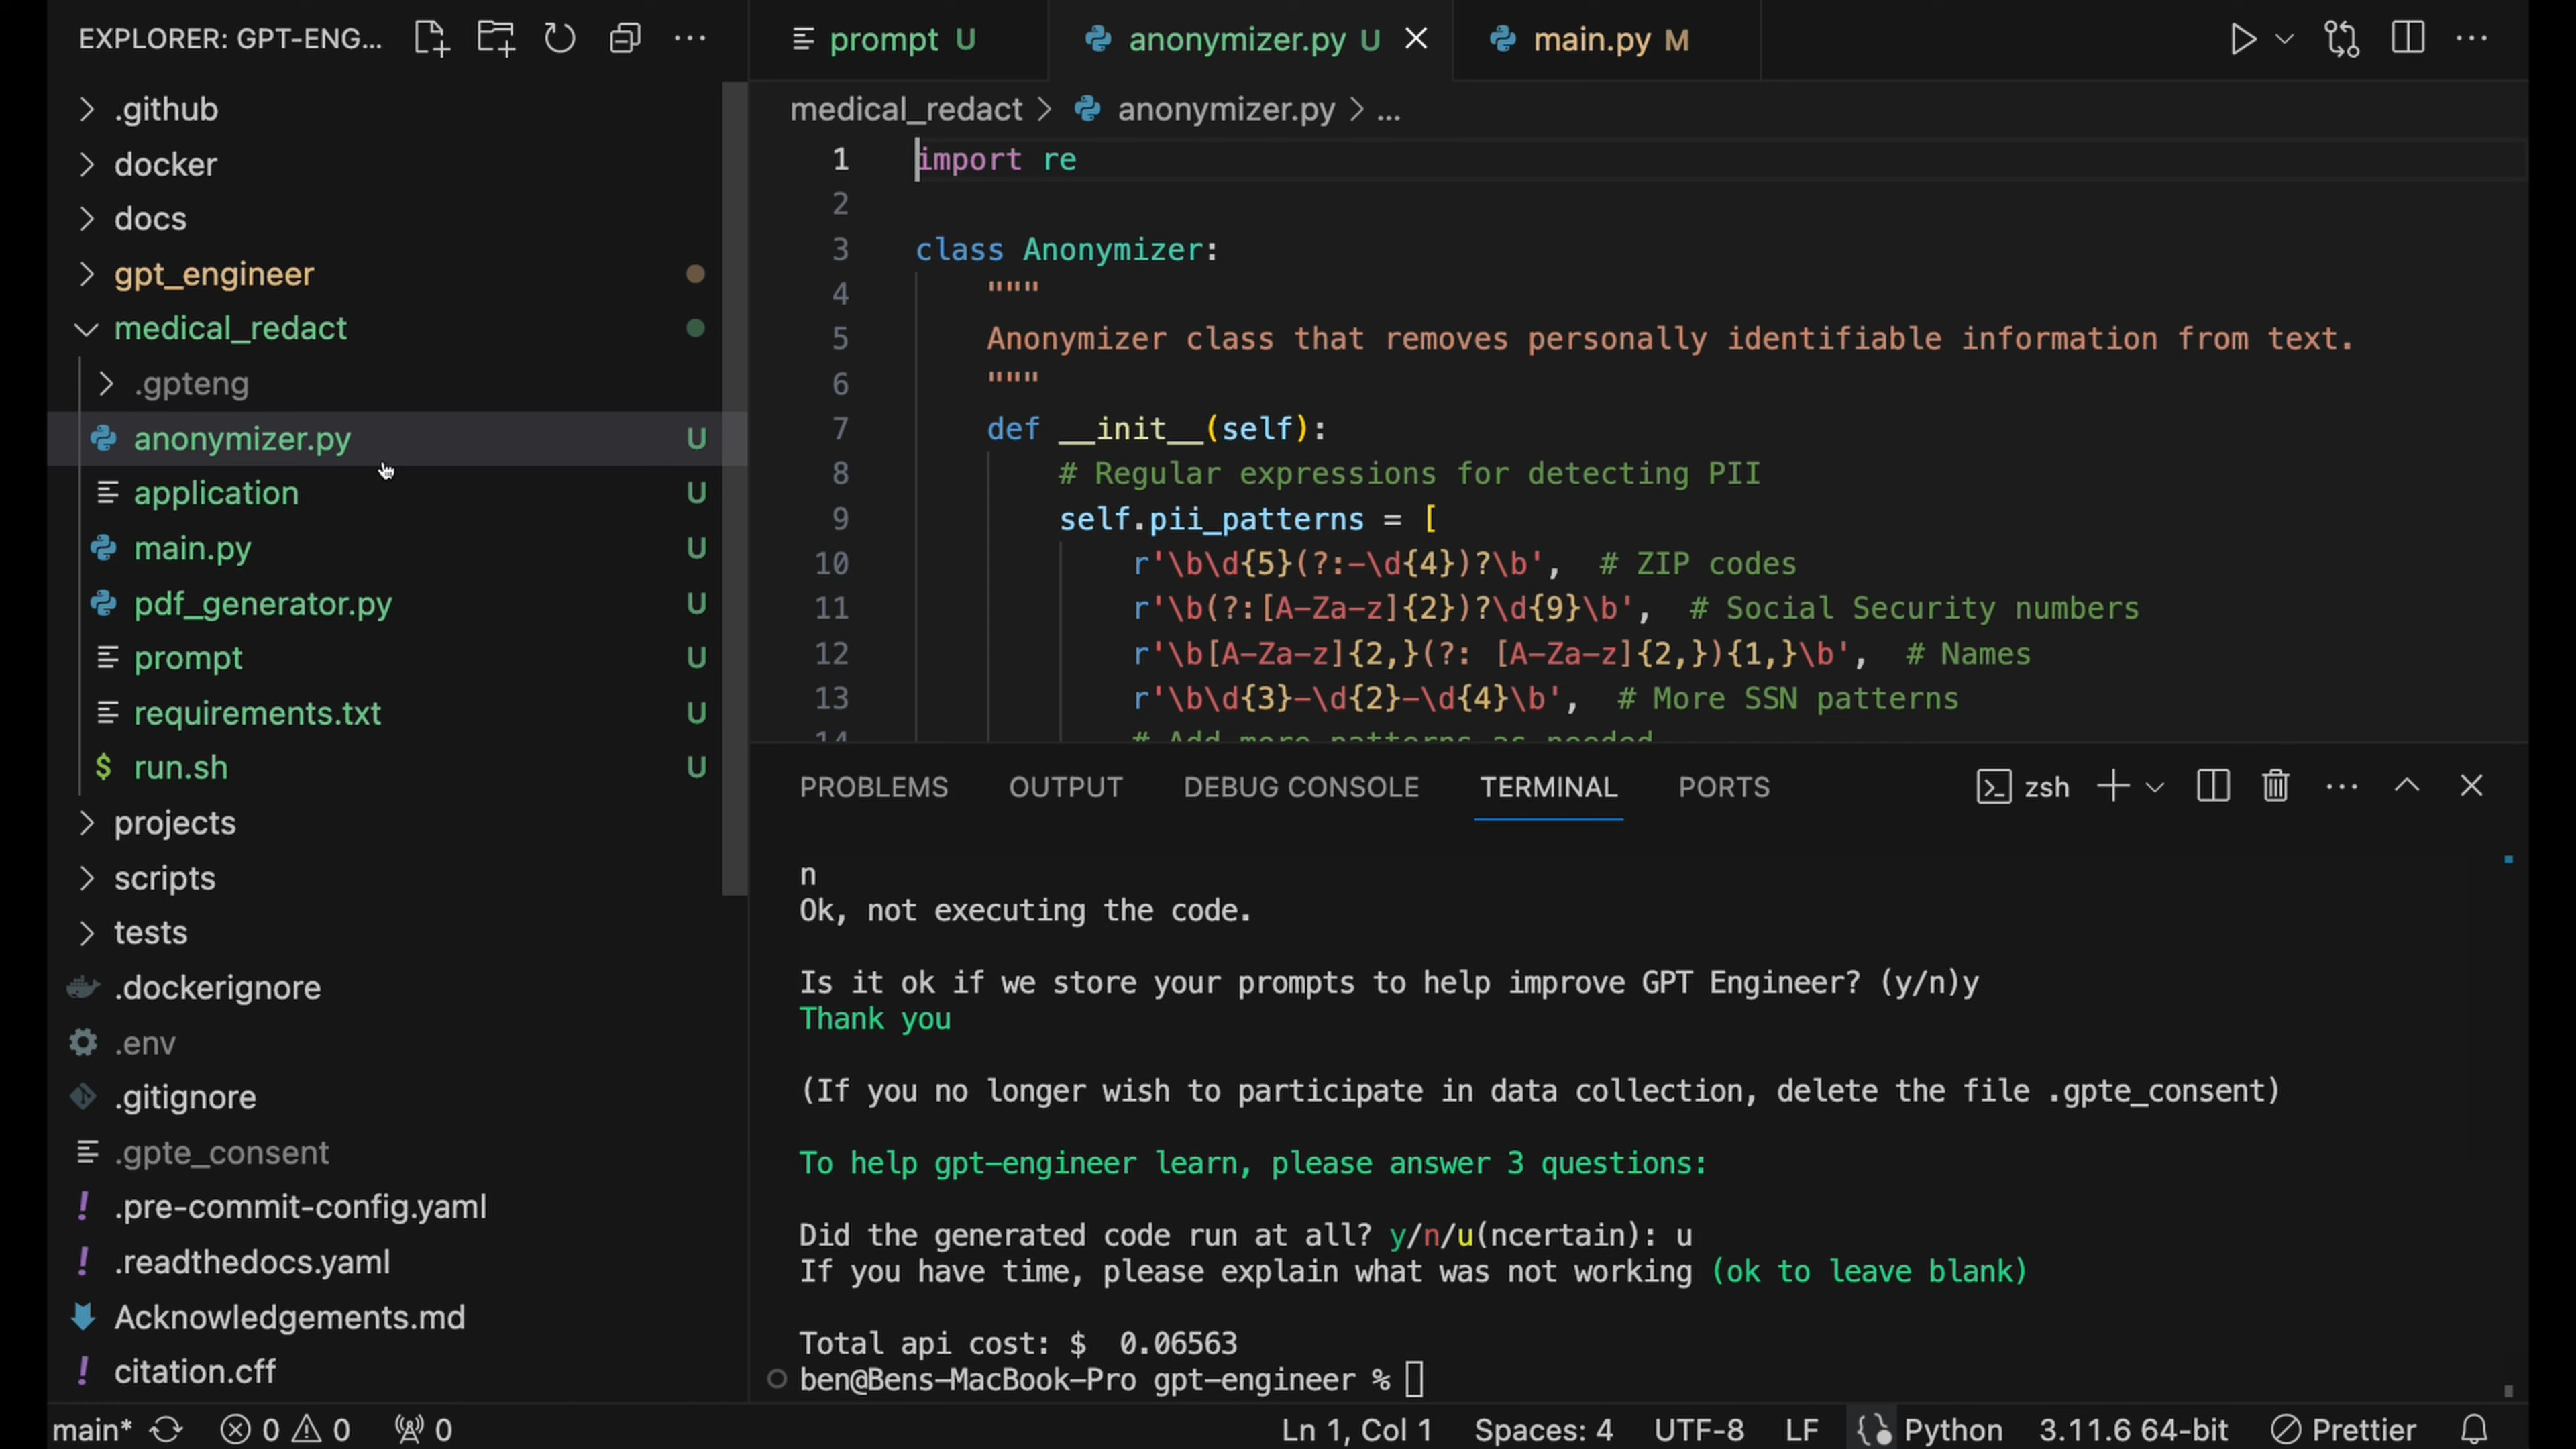 EXPLORER: GPT-ENG...
.github
docker
docs
gpt_engineer
medical_redact
.gpteng
anonymizer.py U
application U
main.py U
pdf_generator.py U
prompt U
requirements.txt U
$ run.sh U
projects
scripts
tests
.dockerignore
.env
.gitignore
.gpte_consent
! .pre-commit-config.yaml
! .readthedocs.yaml
Acknowledgements.md
! citation.cff
prompt U
anonymizer.py U
main.py M
medical_redact > anonymizer.py > ...
1 import re
2
3 class Anonymizer:
4 """
5 Anonymizer class that removes personally identifiable information from text.
6 """
7 def __init__(self):
8 # Regular expressions for detecting PII
9 self.pii_patterns = [
10 r'\b\d{5}(?:-\d{4})?\b', # ZIP codes
11 r'\b(?:[A-Za-z]{2})?\d{9}\b', # Social Security numbers
12 r'\b[A-Za-z]{2,}(?: [A-Za-z]{2,}){1,}\b', # Names
13 r'\b\d{3}-\d{2}-\d{4}\b', # More SSN patterns
14 # Add more patterns as needed
PROBLEMS OUTPUT DEBUG CONSOLE TERMINAL PORTS zsh
n
Ok, not executing the code.
Is it ok if we store your prompts to help improve GPT Engineer? (y/n)y
Thank you
(If you no longer wish to participate in data collection, delete the file .gpte_consent)
To help gpt-engineer learn, please answer 3 questions:
Did the generated code run at all? y/n/u(ncertain): u
If you have time, please explain what was not working (ok to leave blank)
Total api cost: $ 0.06563
ben@Bens-MacBook-Pro gpt-engineer %
main* 0 0 0 Ln 1, Col 1 Spaces: 4 UTF-8 LF Python 3.11.6 64-bit Prettier